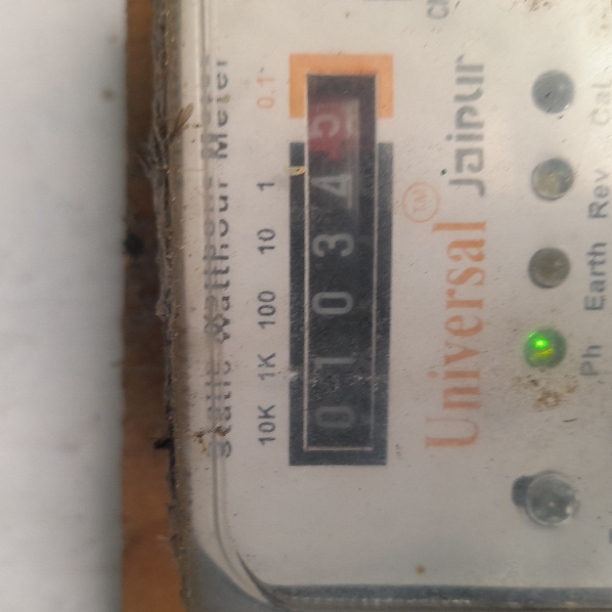 Static Watthour Meter
10K 1K 100 10 1 0.1
0 1 0 3 4 5
Universal TM
Jaipur
Ph Earth Rev Cal